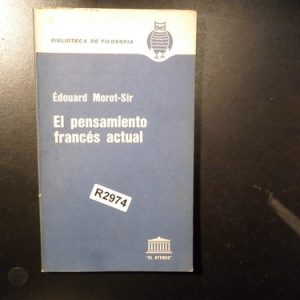 BIBLIOTECA DE FILOSOFIA
Édouard Morot-Sir
El pensamiento
francés actual
R2974
"EL ATENEO"